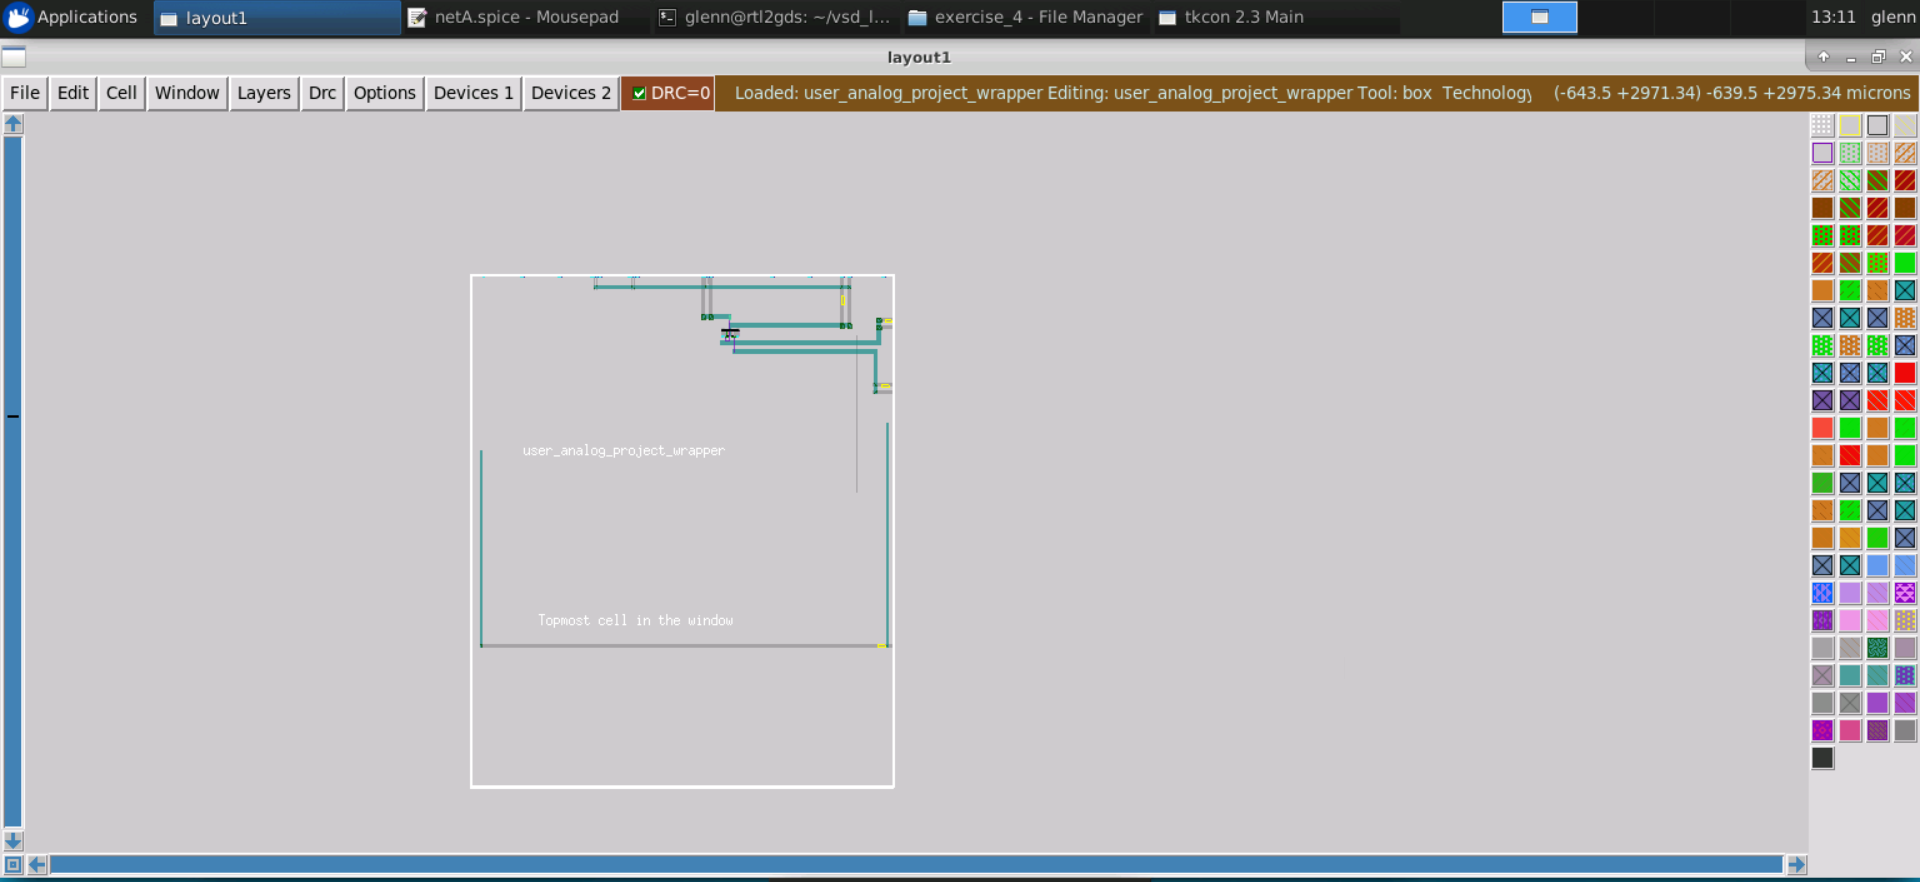 Applications layout1 netA.spice - Mousepad glenn@rtl2gds: ~/vsd_l... exercise_4 - File Manager tkcon 2.3 Main 13:11 glenn
layout1
File Edit Cell Window Layers Drc Options Devices 1 Devices 2 DRC=0 Loaded: user_analog_project_wrapper Editing: user_analog_project_wrapper Tool: box Technology (-643.5 +2971.34) -639.5 +2975.34 microns
user_analog_project_wrapper
Topmost cell in the window